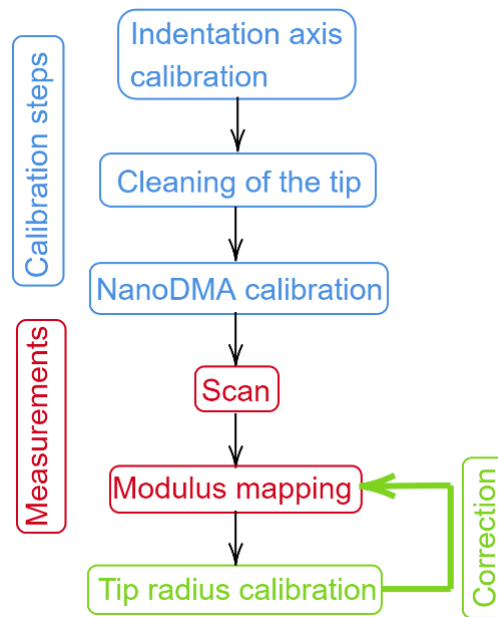 Calibration steps
Indentation axis
calibration
Cleaning of the tip
NanoDMA calibration
Measurements
Scan
Modulus mapping
Tip radius calibration
Correction